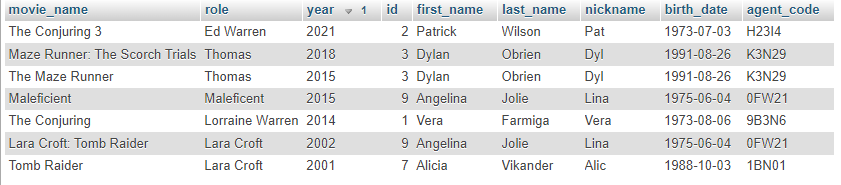 movie_name role year 1 id first_name last_name nickname birth_date agent_code
The Conjuring 3 Ed Warren 2021 2 Patrick Wilson Pat 1973-07-03 H23I4
Maze Runner: The Scorch Trials Thomas 2018 3 Dylan Obrien Dyl 1991-08-26 K3N29
The Maze Runner Thomas 2015 3 Dylan Obrien Dyl 1991-08-26 K3N29
Maleficient Maleficent 2015 9 Angelina Jolie Lina 1975-06-04 0FW21
The Conjuring Lorraine Warren 2014 1 Vera Farmiga Vera 1973-08-06 9B3N6
Lara Croft: Tomb Raider Lara Croft 2002 9 Angelina Jolie Lina 1975-06-04 0FW21
Tomb Raider Lara Croft 2001 7 Alicia Vikander Alic 1988-10-03 1BN01